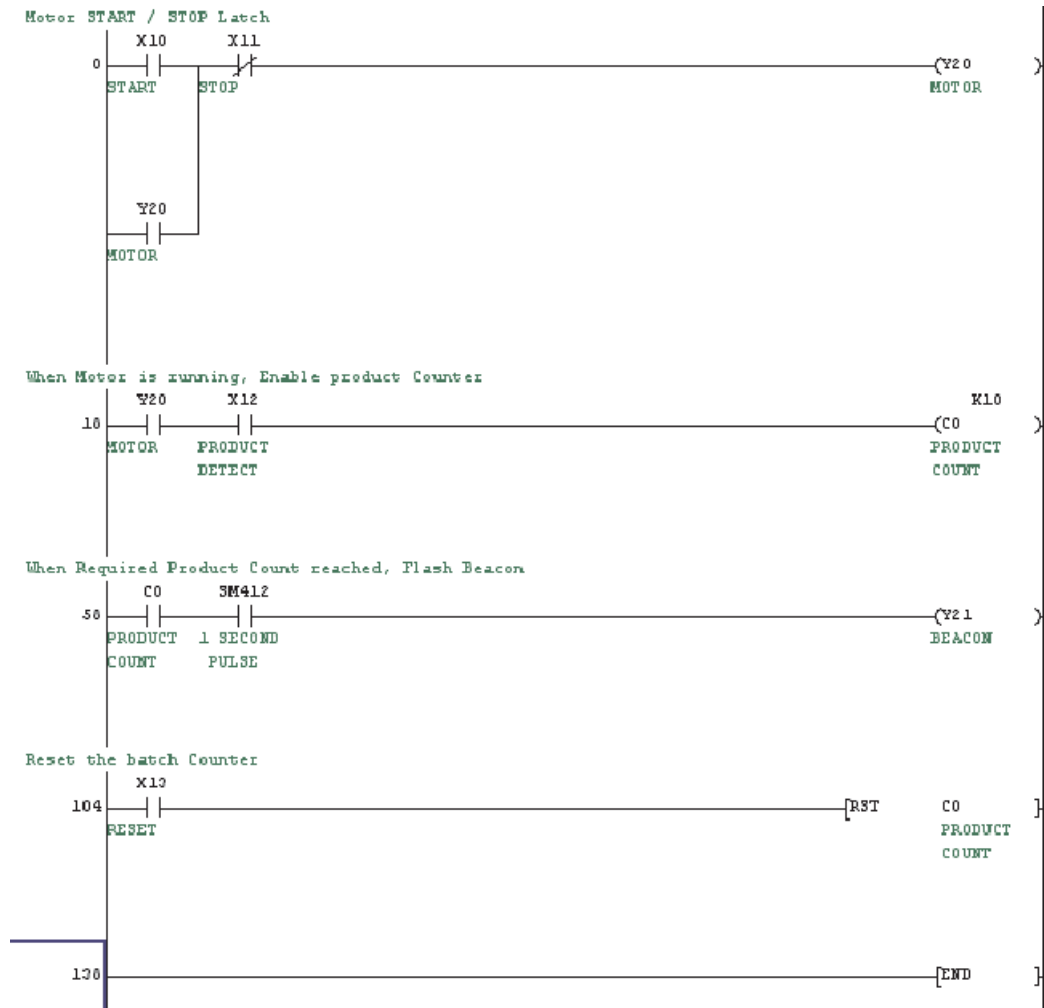 Motor START / STOP Latch
X10 X11
0 (Y20 )
START STOP MOTOR
Y20
MOTOR
When Motor is running, Enable product Counter
Y20 X12 K10
18 (C0 )
MOTOR PRODUCT PRODUCT
DETECT COUNT
When Required Product Count reached, Flash Beacon
C0 SM412
58 (Y21 )
PRODUCT 1 SECOND BEACON
COUNT PULSE
Reset the batch Counter
X13
104 [RST C0 ]
RESET PRODUCT
COUNT
130 [END ]